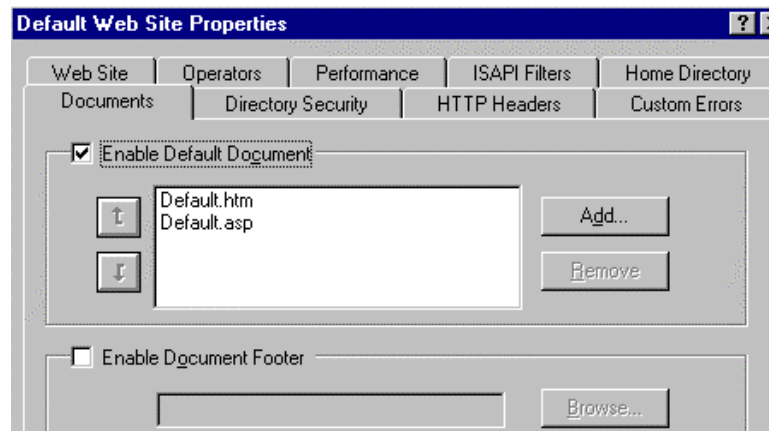 Default Web Site Properties ?
Web Site Operators Performance ISAPI Filters Home Directory
Documents Directory Security HTTP Headers Custom Errors
Enable Default Document
Default.htm
Default.asp
Add...
Remove
Enable Document Footer
Browse...